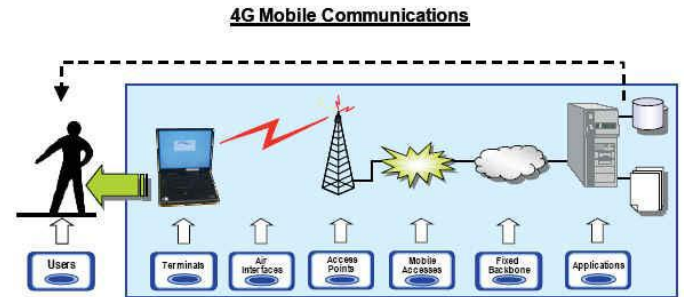 4G Mobile Communications
Users
Terminals
Air
Interfaces
Access
Points
Mobile
Accesses
Fixed
Backbone
Applications